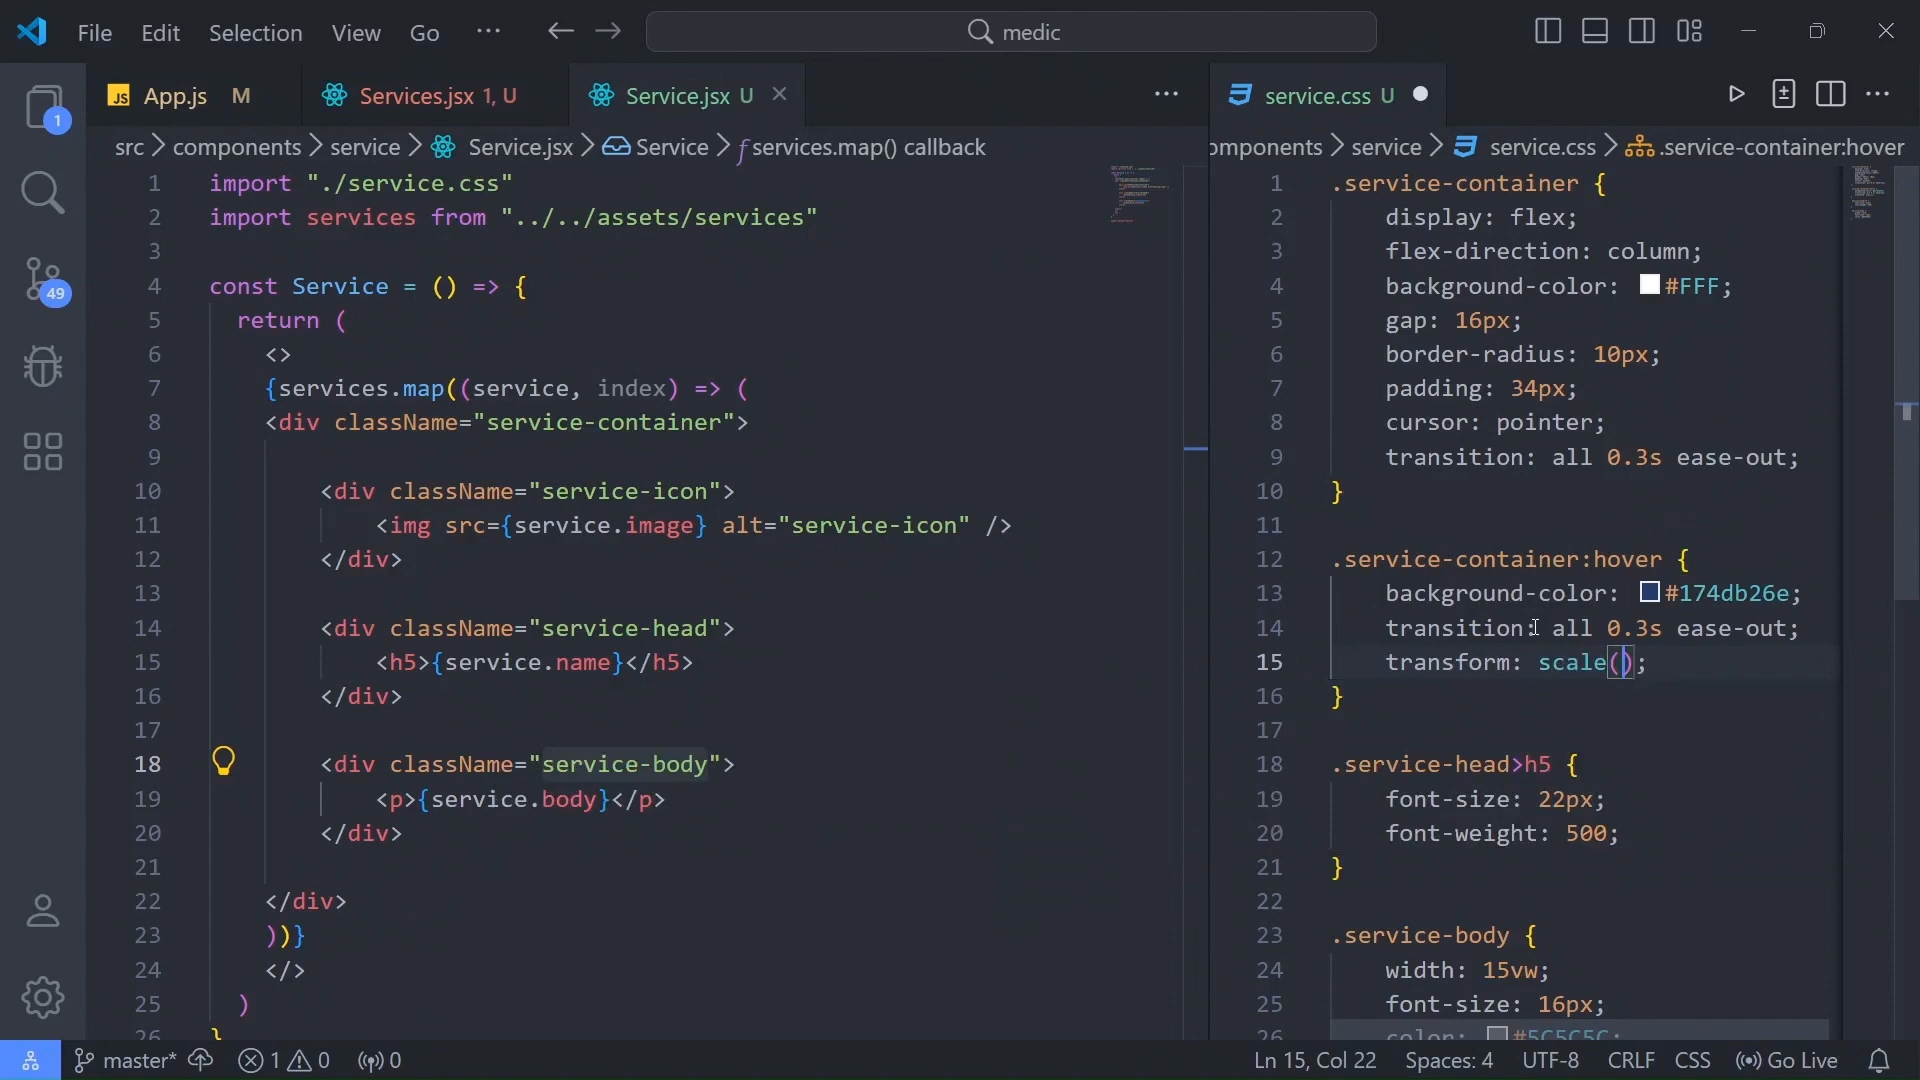 File Edit Selection View Go ··· medic
App.js M Services.jsx 1, U Service.jsx U
src > components > service > Service.jsx > Service > services.map() callback
1 import "./service.css"
2 import services from "../../assets/services"
3
4 const Service = () => {
5 return (
6 <>
7 {services.map((service, index) => (
8 <div className="service-container">
9
10 <div className="service-icon">
11 <img src={service.image} alt="service-icon" />
12 </div>
13
14 <div className="service-head">
15 <h5>{service.name}</h5>
16 </div>
17
18 <div className="service-body">
19 <p>{service.body}</p>
20 </div>
21
22 </div>
23 ))}
24 </>
25 )
26 }
service.css U
omponents > service > service.css > .service-container:hover
1 .service-container {
2 display: flex;
3 flex-direction: column;
4 background-color: #FFF;
5 gap: 16px;
6 border-radius: 10px;
7 padding: 34px;
8 cursor: pointer;
9 transition: all 0.3s ease-out;
10 }
11
12 .service-container:hover {
13 background-color: #174db26e;
14 transition: all 0.3s ease-out;
15 transform: scale();
16 }
17
18 .service-head>h5 {
19 font-size: 22px;
20 font-weight: 500;
21 }
22
23 .service-body {
24 width: 15vw;
25 font-size: 16px;
26 color: #5C5C5C;
1
49
master* 1 0 0 Ln 15, Col 22 Spaces: 4 UTF-8 CRLF CSS Go Live